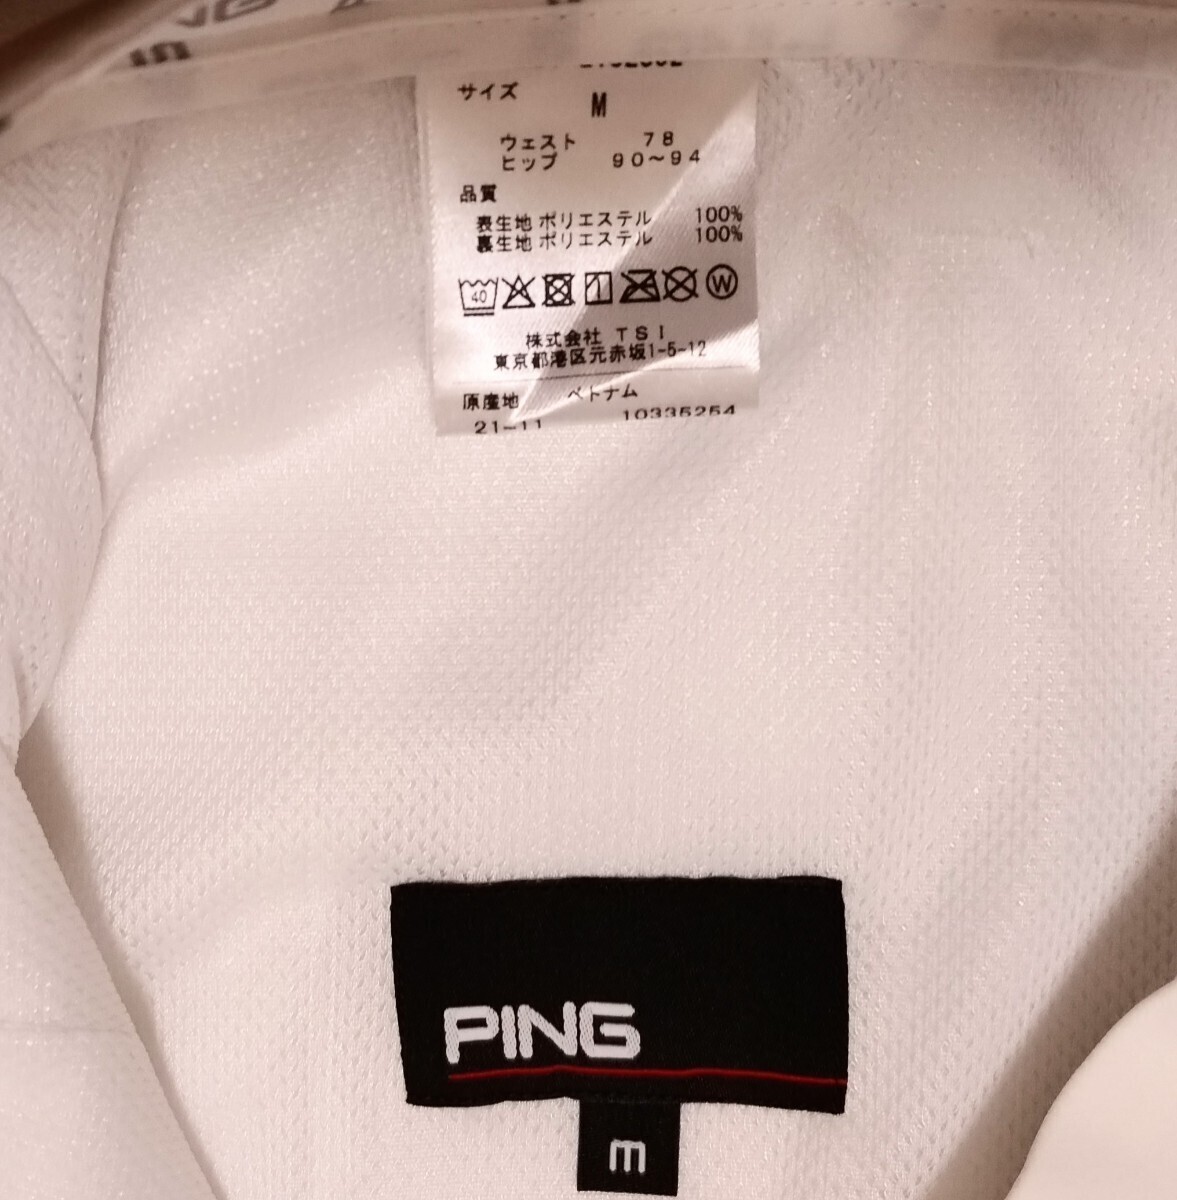 PING
サイズ
M
ウェスト 78
ヒップ 90～94
品質
表生地 ポリエステル 100%
裏生地 ポリエステル 100%
40
W
株式会社 TSI
東京都港区元赤坂1-5-12
原産地 ベトナム
21-11 10335254
PING
m